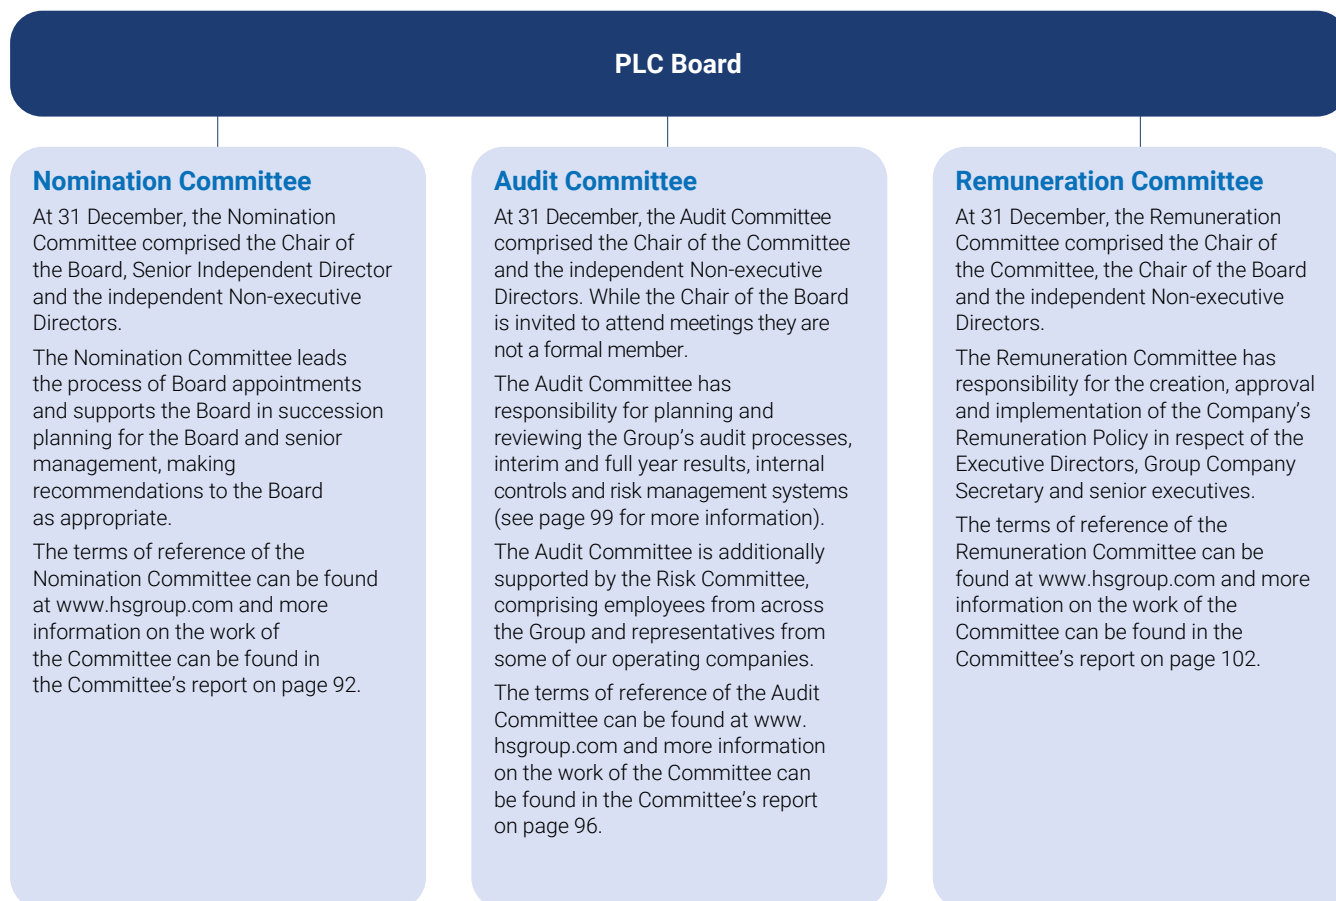 PLC Board
Nomination Committee
At 31 December, the Nomination
Committee comprised the Chair of
the Board, Senior Independent Director
and the independent Non-executive
Directors.
The Nomination Committee leads
the process of Board appointments
and supports the Board in succession
planning for the Board and senior
management, making
recommendations to the Board
as appropriate.
The terms of reference of the
Nomination Committee can be found
at www.hsgroup.com and more
information on the work of
the Committee can be found in
the Committee’s report on page 92.
Audit Committee
At 31 December, the Audit Committee
comprised the Chair of the Committee
and the independent Non-executive
Directors. While the Chair of the Board
is invited to attend meetings they are
not a formal member.
The Audit Committee has
responsibility for planning and
reviewing the Group’s audit processes,
interim and full year results, internal
controls and risk management systems
(see page 99 for more information).
The Audit Committee is additionally
supported by the Risk Committee,
comprising employees from across
the Group and representatives from
some of our operating companies.
The terms of reference of the Audit
Committee can be found at www.
hsgroup.com and more information
on the work of the Committee can
be found in the Committee’s report
on page 96.
Remuneration Committee
At 31 December, the Remuneration
Committee comprised the Chair of
the Committee, the Chair of the Board
and the independent Non-executive
Directors.
The Remuneration Committee has
responsibility for the creation, approval
and implementation of the Company’s
Remuneration Policy in respect of the
Executive Directors, Group Company
Secretary and senior executives.
The terms of reference of the
Remuneration Committee can be
found at www.hsgroup.com and more
information on the work of the
Committee can be found in the
Committee’s report on page 102.